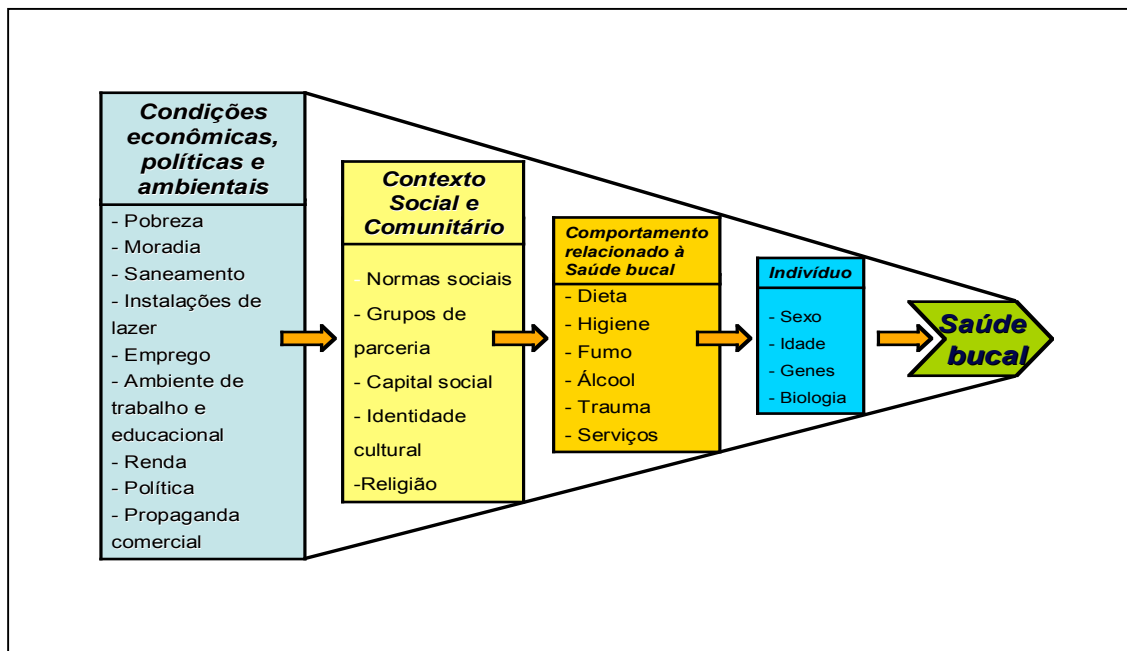 Condições
econômicas,
políticas e
ambientais
- Pobreza
- Moradia
- Saneamento
- Instalações de
lazer
- Emprego
- Ambiente de
trabalho e
educacional
- Renda
- Política
- Propaganda
comercial
Contexto
Social e
Comunitário
- Normas sociais
- Grupos de
parceria
- Capital social
- Identidade
cultural
-Religião
Comportamento
relacionado à
Saúde bucal
- Dieta
- Higiene
- Fumo
- Álcool
- Trauma
- Serviços
Indivíduo
- Sexo
- Idade
- Genes
- Biologia
Saúde
bucal